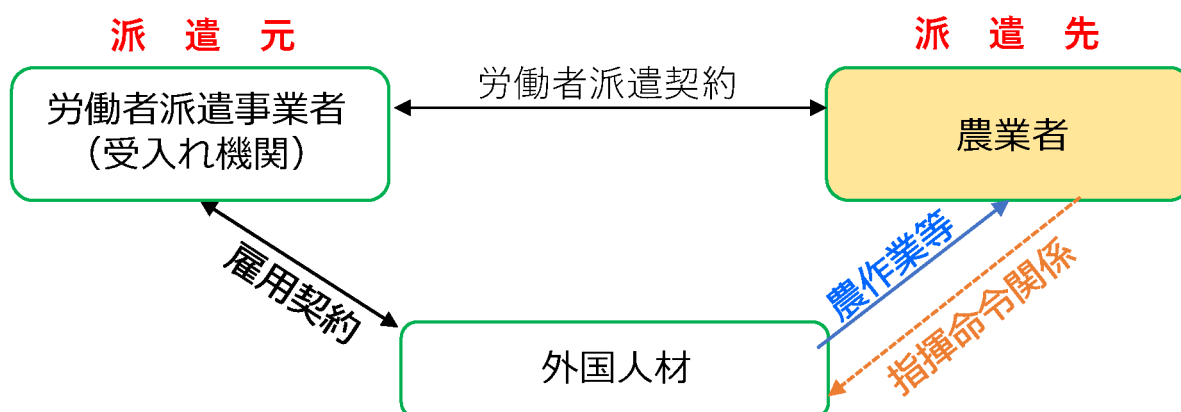 派遣元
派遣先
労働者派遣事業者
（受入れ機関）
労働者派遣契約
農業者
雇用契約
農作業等
指揮命令関係
外国人材